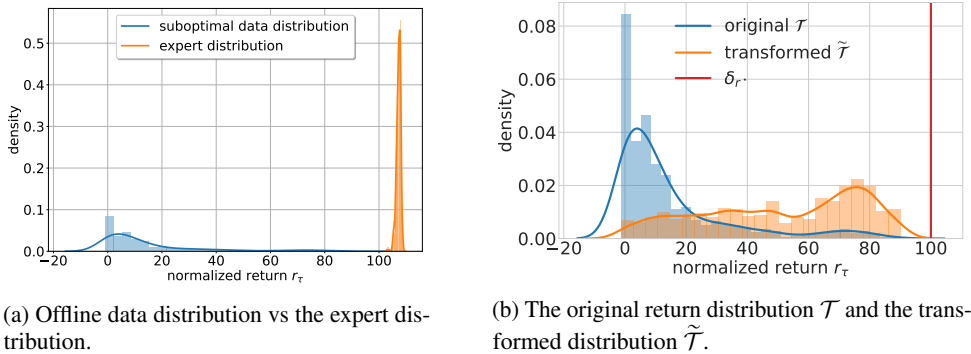 suboptimal data distribution
expert distribution
density
0.5
0.4
0.3
0.2
0.1
0.0
−20 0 20 40 60 80 100
normalized return r_τ
(a) Offline data distribution vs the expert dis-
tribution.
original 𝒯
transformed 𝒯̃
δ_r*
density
0.08
0.06
0.04
0.02
0.00
−20 0 20 40 60 80 100
normalized return r_τ
(b) The original return distribution 𝒯 and the trans-
formed distribution 𝒯̃.